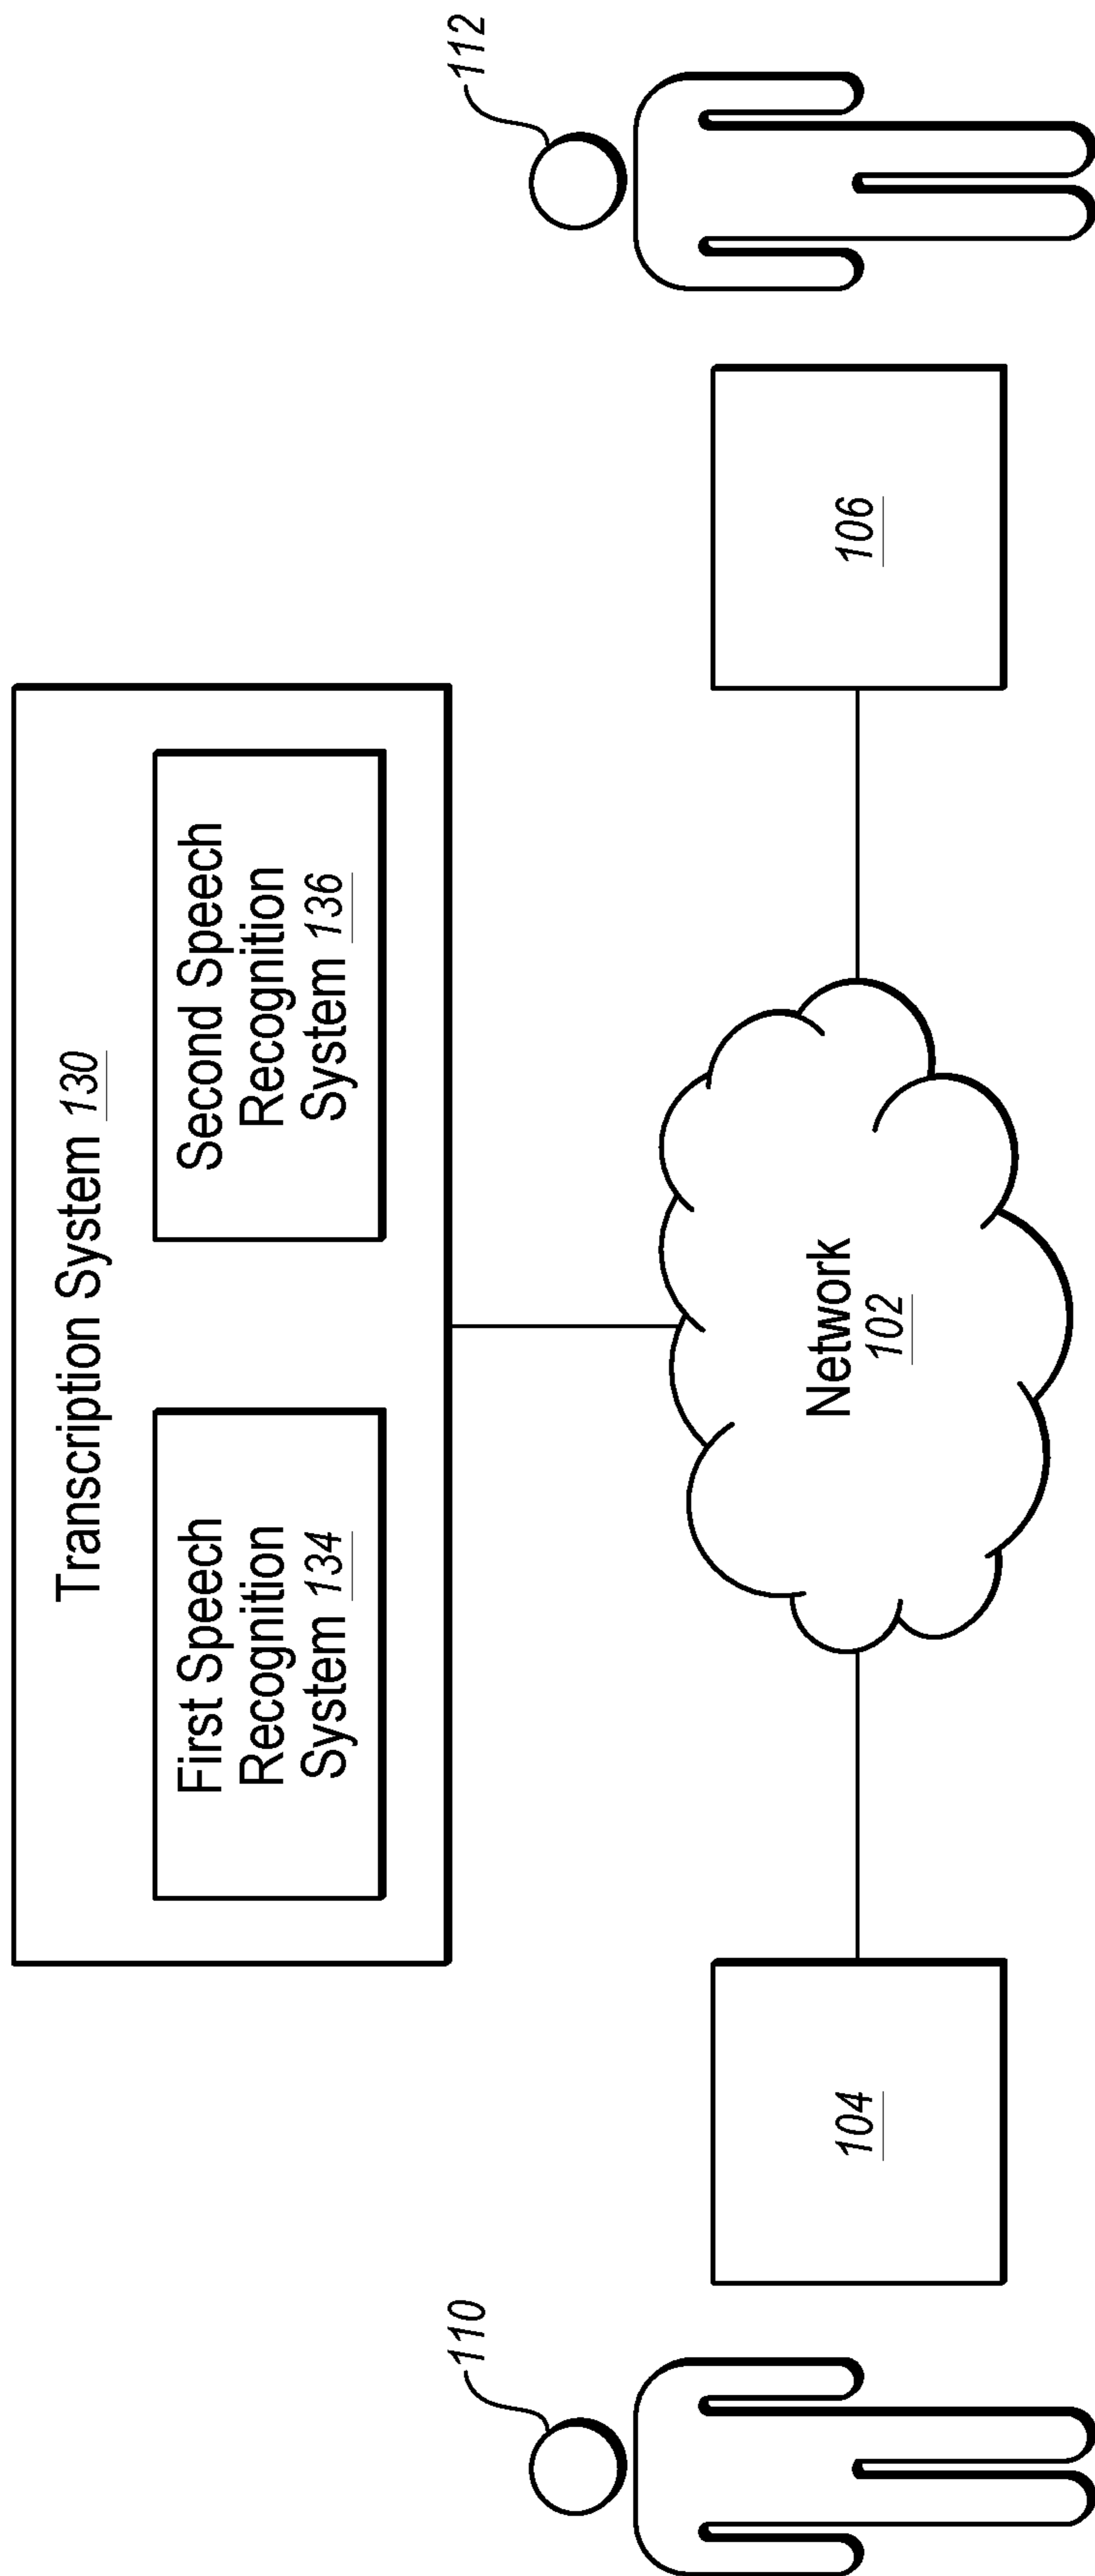 Transcription System 130
First Speech
Recognition
System 134
Second Speech
Recognition
System 136
110
112
104
Network
102
106